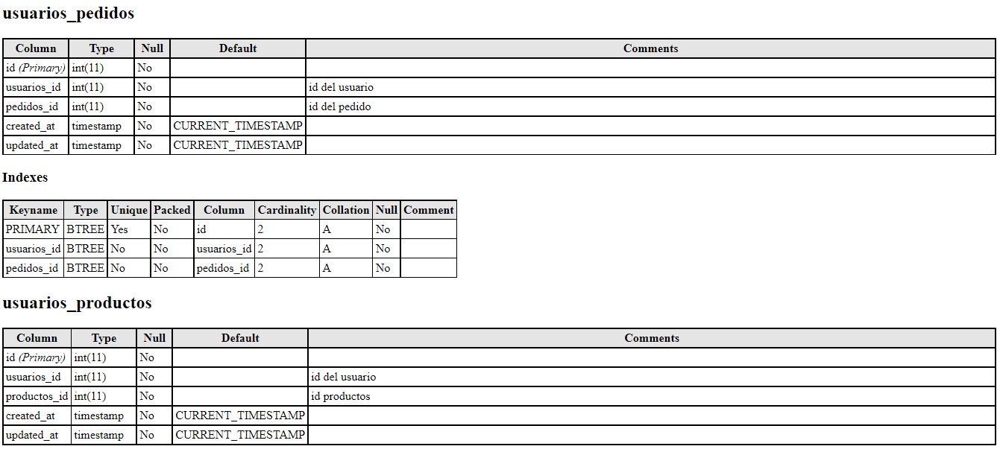 usuarios_pedidos
Column Type Null Default Comments
id (Primary) int(11) No
usuarios_id int(11) No id del usuario
pedidos_id int(11) No id del pedido
created_at timestamp No CURRENT_TIMESTAMP
updated_at timestamp No CURRENT_TIMESTAMP
Indexes
Keyname Type Unique Packed Column Cardinality Collation Null Comment
PRIMARY BTREE Yes No id 2 A No
usuarios_id BTREE No No usuarios_id 2 A No
pedidos_id BTREE No No pedidos_id 2 A No
usuarios_productos
Column Type Null Default Comments
id (Primary) int(11) No
usuarios_id int(11) No id del usuario
productos_id int(11) No id productos
created_at timestamp No CURRENT_TIMESTAMP
updated_at timestamp No CURRENT_TIMESTAMP